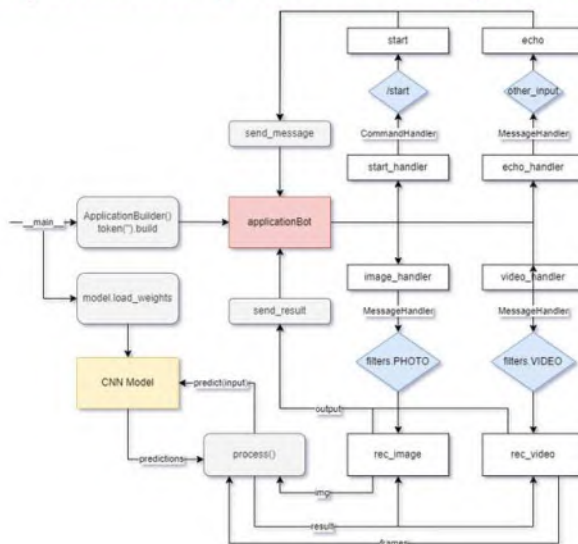 start
echo
/start
other_input
send_message
CommandHandler
MessageHandler
start_handler
echo_handler
__main__
ApplicationBuilder()
token('').build
applicationBot
image_handler
video_handler
model.load_weights
send_result
MessageHandler
MessageHandler
filters.PHOTO
filters.VIDEO
CNN Model
predict(input)
output
predictions
process()
rec_image
rec_video
img
result
frames